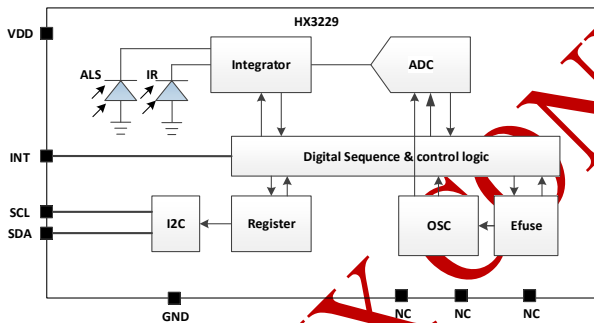 HX3229
VDD
ALS
IR
Integrator
ADC
INT
Digital Sequence & control logic
SCL
SDA
I2C
Register
OSC
Efuse
GND
NC
NC
NC